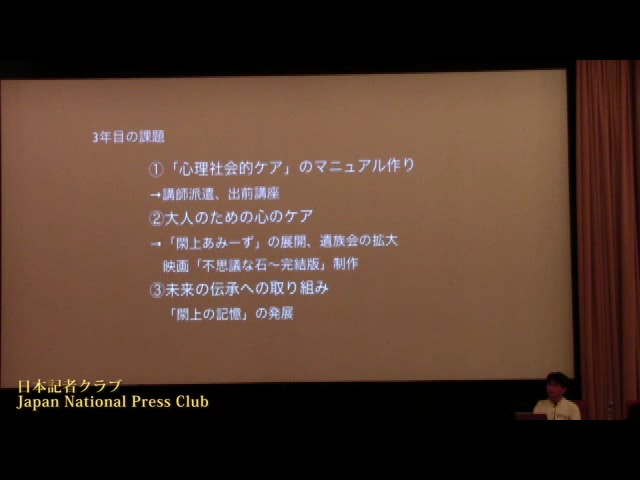 3年目の課題
①「心理社会的ケア」のマニュアル作り
→講師派遣、出前講座
②大人のための心のケア
→「閖上あみーず」の展開、遺族会の拡大
映画「不思議な石～完結版」制作
③未来の伝承への取り組み
「閖上の記憶」の発展
日本記者クラブ
Japan National Press Club